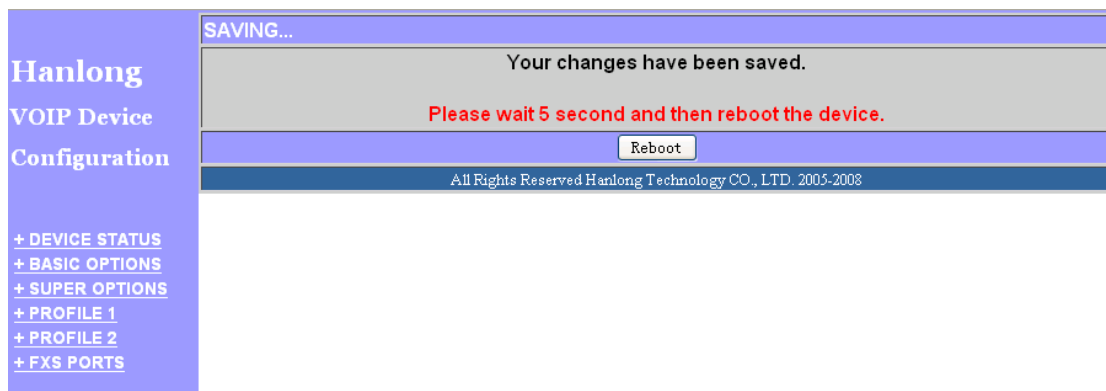 Hanlong
VOIP Device
Configuration
+ DEVICE STATUS
+ BASIC OPTIONS
+ SUPER OPTIONS
+ PROFILE 1
+ PROFILE 2
+ FXS PORTS
SAVING...
Your changes have been saved.
Please wait 5 second and then reboot the device.
Reboot
All Rights Reserved Hanlong Technology CO., LTD. 2005-2008